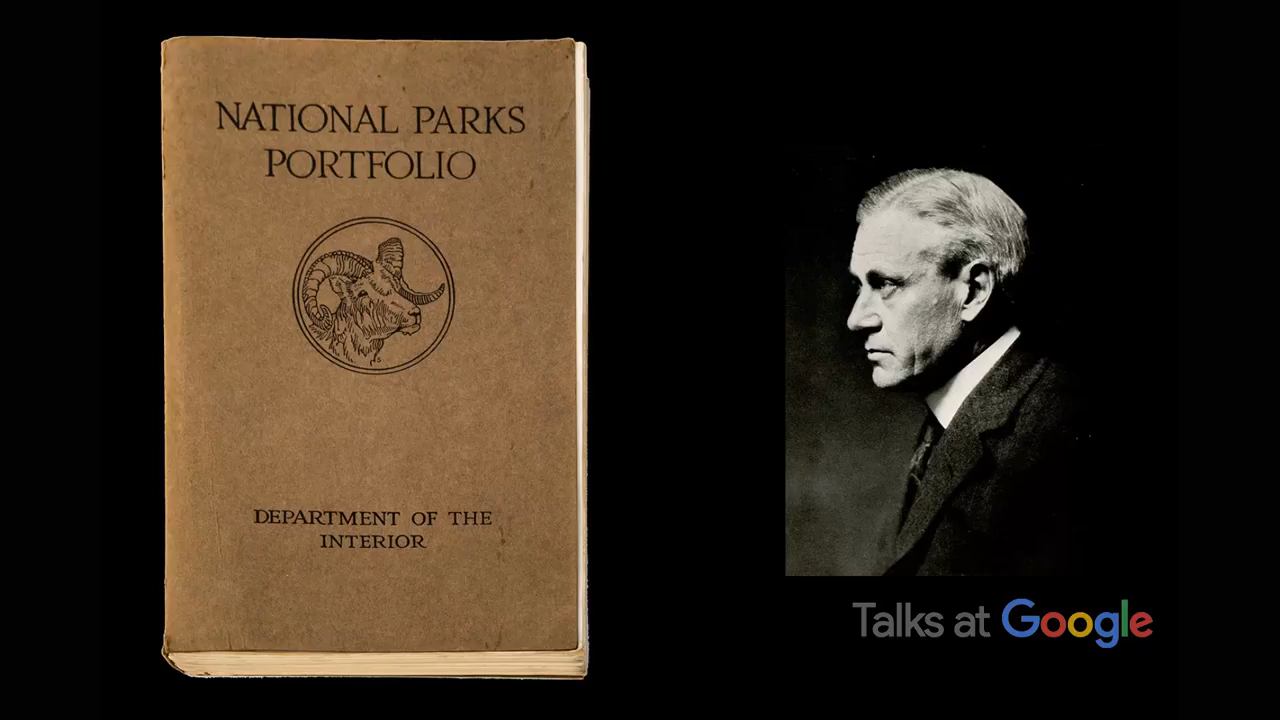 NATIONAL PARKS
PORTFOLIO
DEPARTMENT OF THE
INTERIOR
Talks at Google